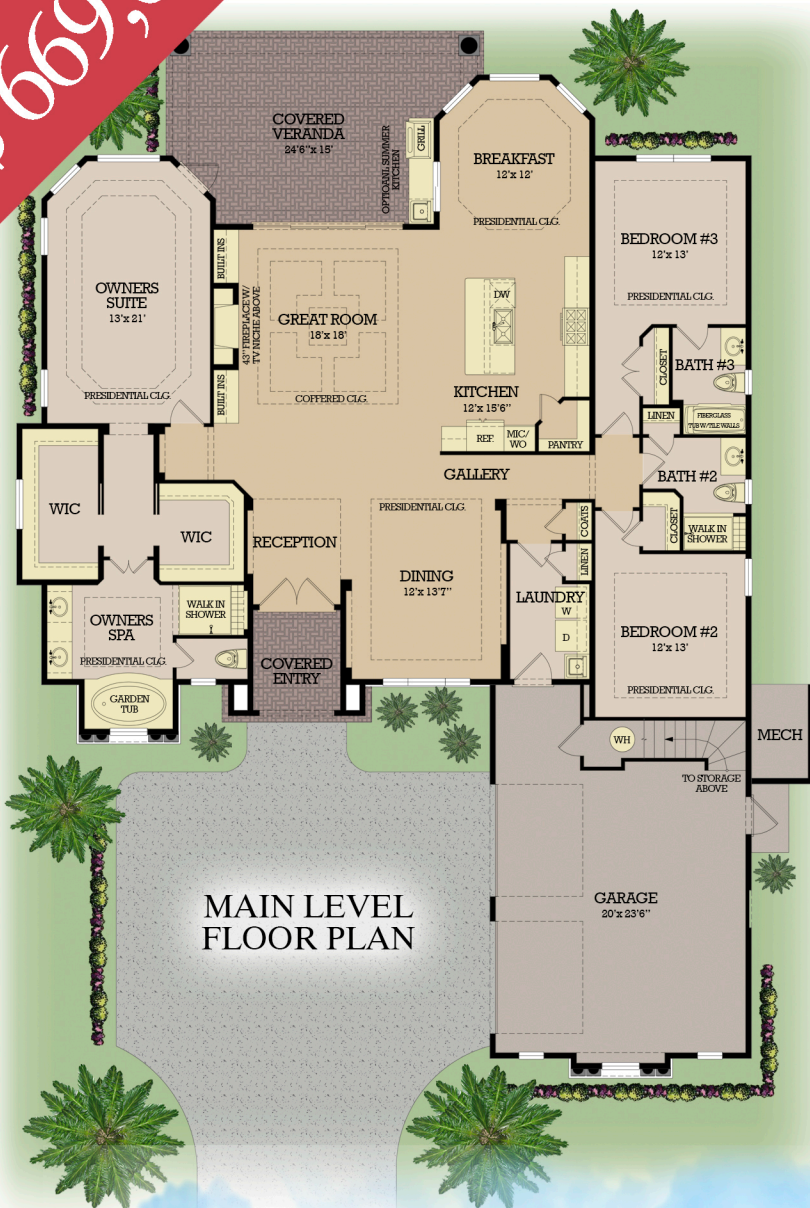 $669,
COVERED
VERANDA
24'6"x 15'
OPTIOANL SUMMER
KITCHEN
GRILL
BREAKFAST
12'x 12'
PRESIDENTIAL CLG.
BEDROOM #3
12'x 13'
PRESIDENTIAL CLG.
OWNERS
SUITE
13'x 21'
PRESIDENTIAL CLG.
BUILT INS
43" FIREPLACE W/
TV NICHE ABOVE
BUILT INS
GREAT ROOM
18'x 18'
COFFERED CLG.
DW
KITCHEN
12'x 15'6"
REF.
MIC/
WO
PANTRY
CLOSET
BATH #3
LINEN
FIBERGLASS
TUB W/TILE WALLS
GALLERY
BATH #2
CLOSET
WALK IN
SHOWER
WIC
WIC
RECEPTION
PRESIDENTIAL CLG.
DINING
12'x 13'7"
COATS
LINEN
LAUNDRY
W
D
BEDROOM #2
12'x 13'
PRESIDENTIAL CLG.
OWNERS
SPA
PRESIDENTIAL CLG.
WALK IN
SHOWER
GARDEN
TUB
COVERED
ENTRY
WH
MECH
TO STORAGE
ABOVE
GARAGE
20'x 23'6"
MAIN LEVEL
FLOOR PLAN